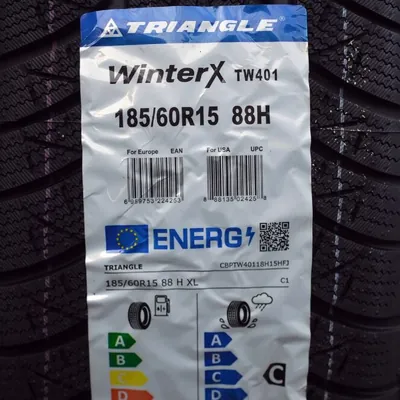 TRIANGLE
WinterX TW401
185/60R15 88H
For Europe EAN For USA UPC
ENERG
TRIANGLE CBPTW40118H15HFJ
185/60R15 88 H XL C1
A A
B B
C C C
D